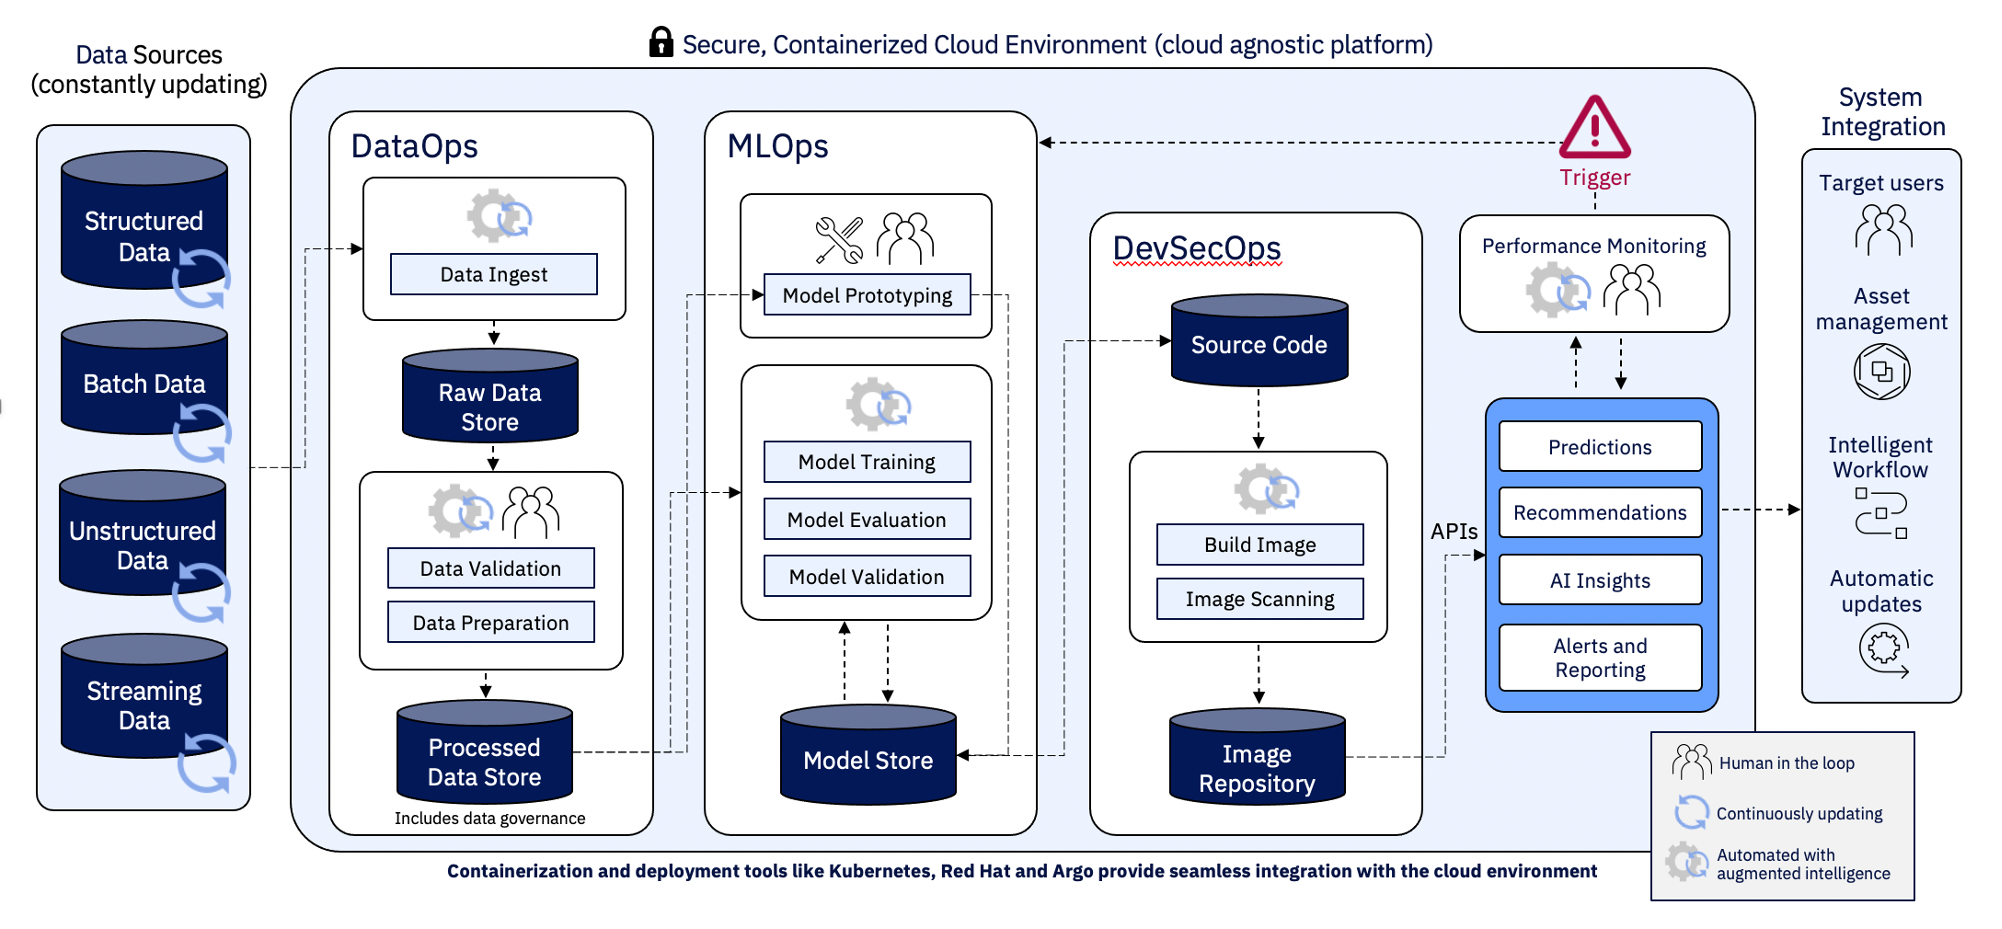 Secure, Containerized Cloud Environment (cloud agnostic platform)
Data Sources
(constantly updating)
Structured
Data
Batch Data
Unstructured
Data
Streaming
Data
DataOps
Data Ingest
Raw Data
Store
Data Validation
Data Preparation
Processed
Data Store
Includes data governance
MLOps
Model Prototyping
Model Training
Model Evaluation
Model Validation
Model Store
DevSecOps
Source Code
Build Image
Image Scanning
Image
Repository
APIs
Trigger
Performance Monitoring
Predictions
Recommendations
AI Insights
Alerts and
Reporting
System
Integration
Target users
Asset
management
Intelligent
Workflow
Automatic
updates
Human in the loop
Continuously updating
Automated with
augmented intelligence
Containerization and deployment tools like Kubernetes, Red Hat and Argo provide seamless integration with the cloud environment